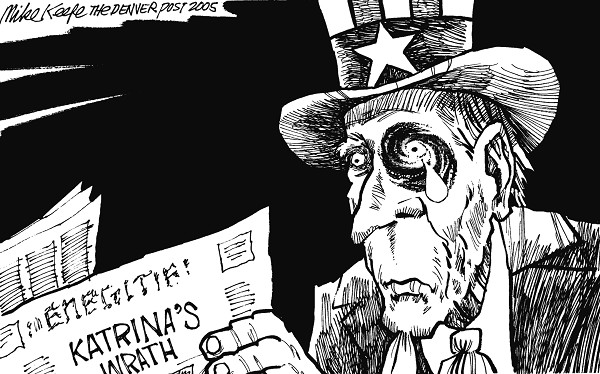 Mike Keefe THE DENVER POST 2005
KATRINA'S
WRATH